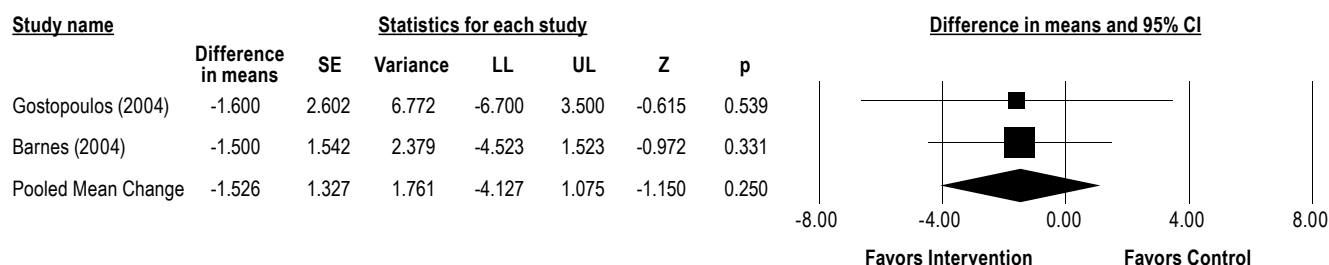 Study name Statistics for each study Difference in means and 95% CI
Difference in means SE Variance LL UL Z p
Gostopoulos (2004) -1.600 2.602 6.772 -6.700 3.500 -0.615 0.539
Barnes (2004) -1.500 1.542 2.379 -4.523 1.523 -0.972 0.331
Pooled Mean Change -1.526 1.327 1.761 -4.127 1.075 -1.150 0.250
-8.00 -4.00 0.00 4.00 8.00
Favors Intervention Favors Control